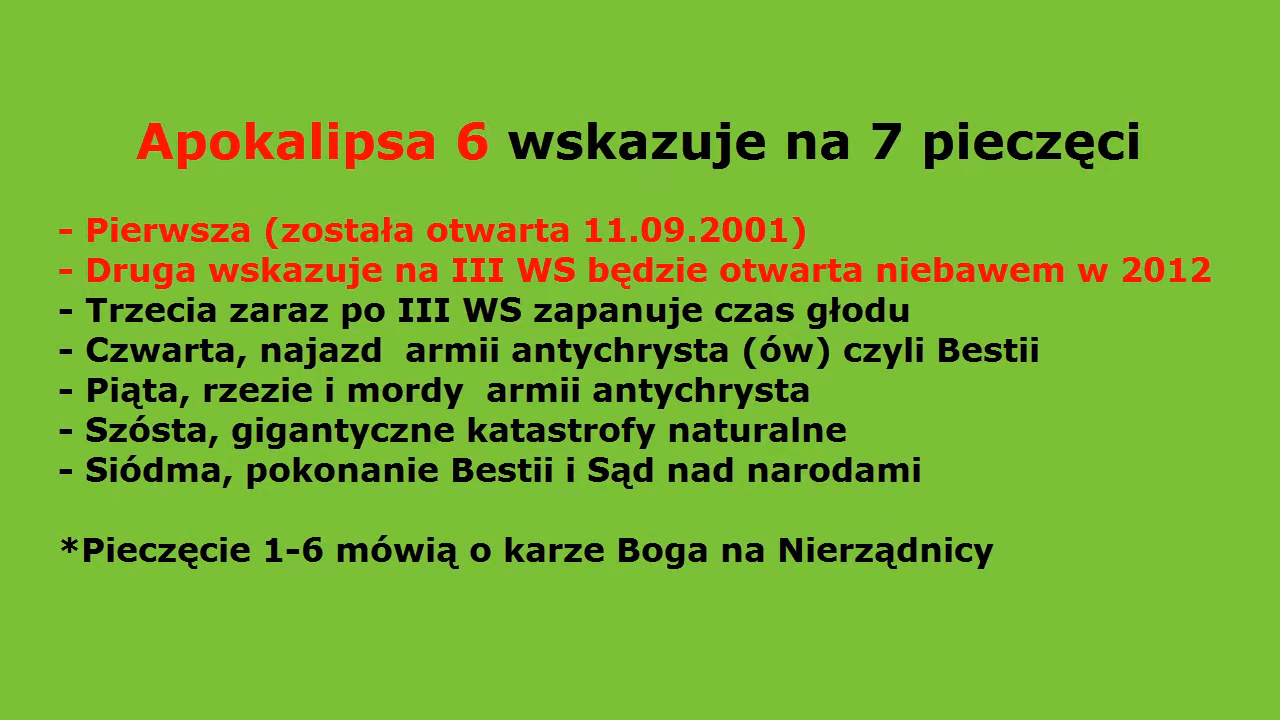 Apokalipsa 6 wskazuje na 7 pieczęci
- Pierwsza (została otwarta 11.09.2001)
- Druga wskazuje na III WS będzie otwarta niebawem w 2012
- Trzecia zaraz po III WS zapanuje czas głodu
- Czwarta, najazd  armii antychrysta (ów) czyli Bestii
- Piąta, rzezie i mordy  armii antychrysta
- Szósta, gigantyczne katastrofy naturalne
- Siódma, pokonanie Bestii i Sąd nad narodami
*Pieczęcie 1-6 mówią o karze Boga na Nierządnicy